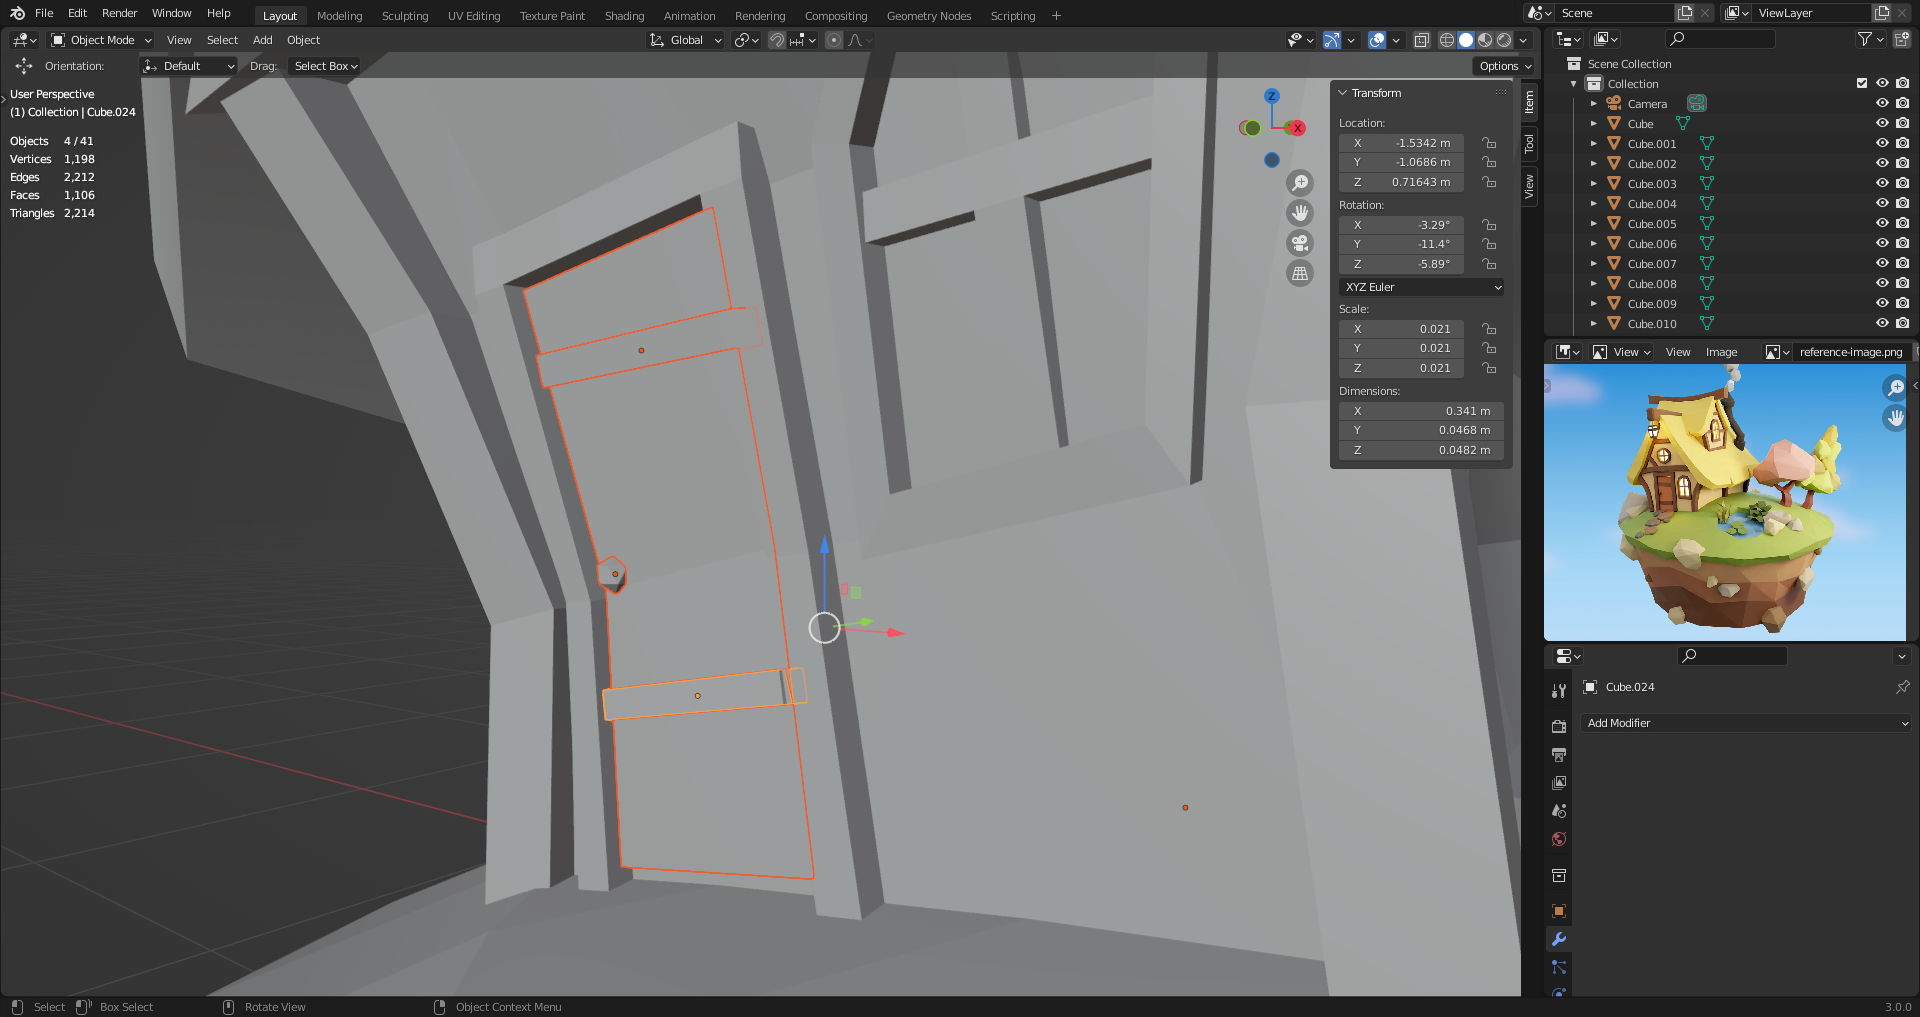 File Edit Render Window Help Layout Modeling Sculpting UV Editing Texture Paint Shading Animation Rendering Compositing Geometry Nodes Scripting + Scene ViewLayer
Object Mode View Select Add Object Global
Orientation: Default Drag: Select Box Options
User Perspective
(1) Collection | Cube.024
Objects 4 / 41
Vertices 1,198
Edges 2,212
Faces 1,106
Triangles 2,214
Z
X
Transform
Location:
X -1.5342 m
Y -1.0686 m
Z 0.71643 m
Rotation:
X -3.29°
Y -11.4°
Z -5.89°
XYZ Euler
Scale:
X 0.021
Y 0.021
Z 0.021
Dimensions:
X 0.341 m
Y 0.0468 m
Z 0.0482 m
Item
Tool
View
Scene Collection
Collection
Camera
Cube
Cube.001
Cube.002
Cube.003
Cube.004
Cube.005
Cube.006
Cube.007
Cube.008
Cube.009
Cube.010
View View Image reference-image.png
Cube.024
Add Modifier
Select Box Select Rotate View Object Context Menu 3.0.0